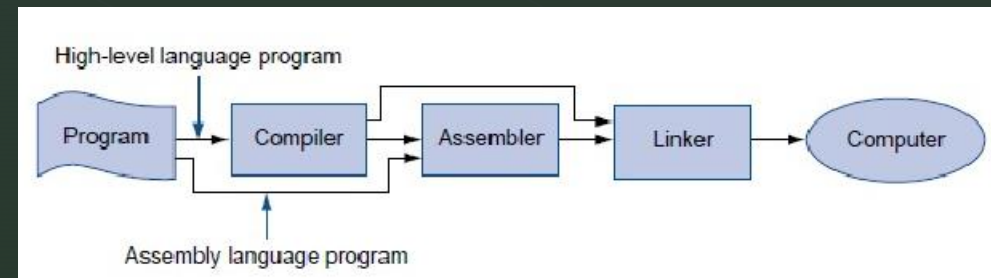 High-level language program
Program
Compiler
Assembler
Linker
Computer
Assembly language program